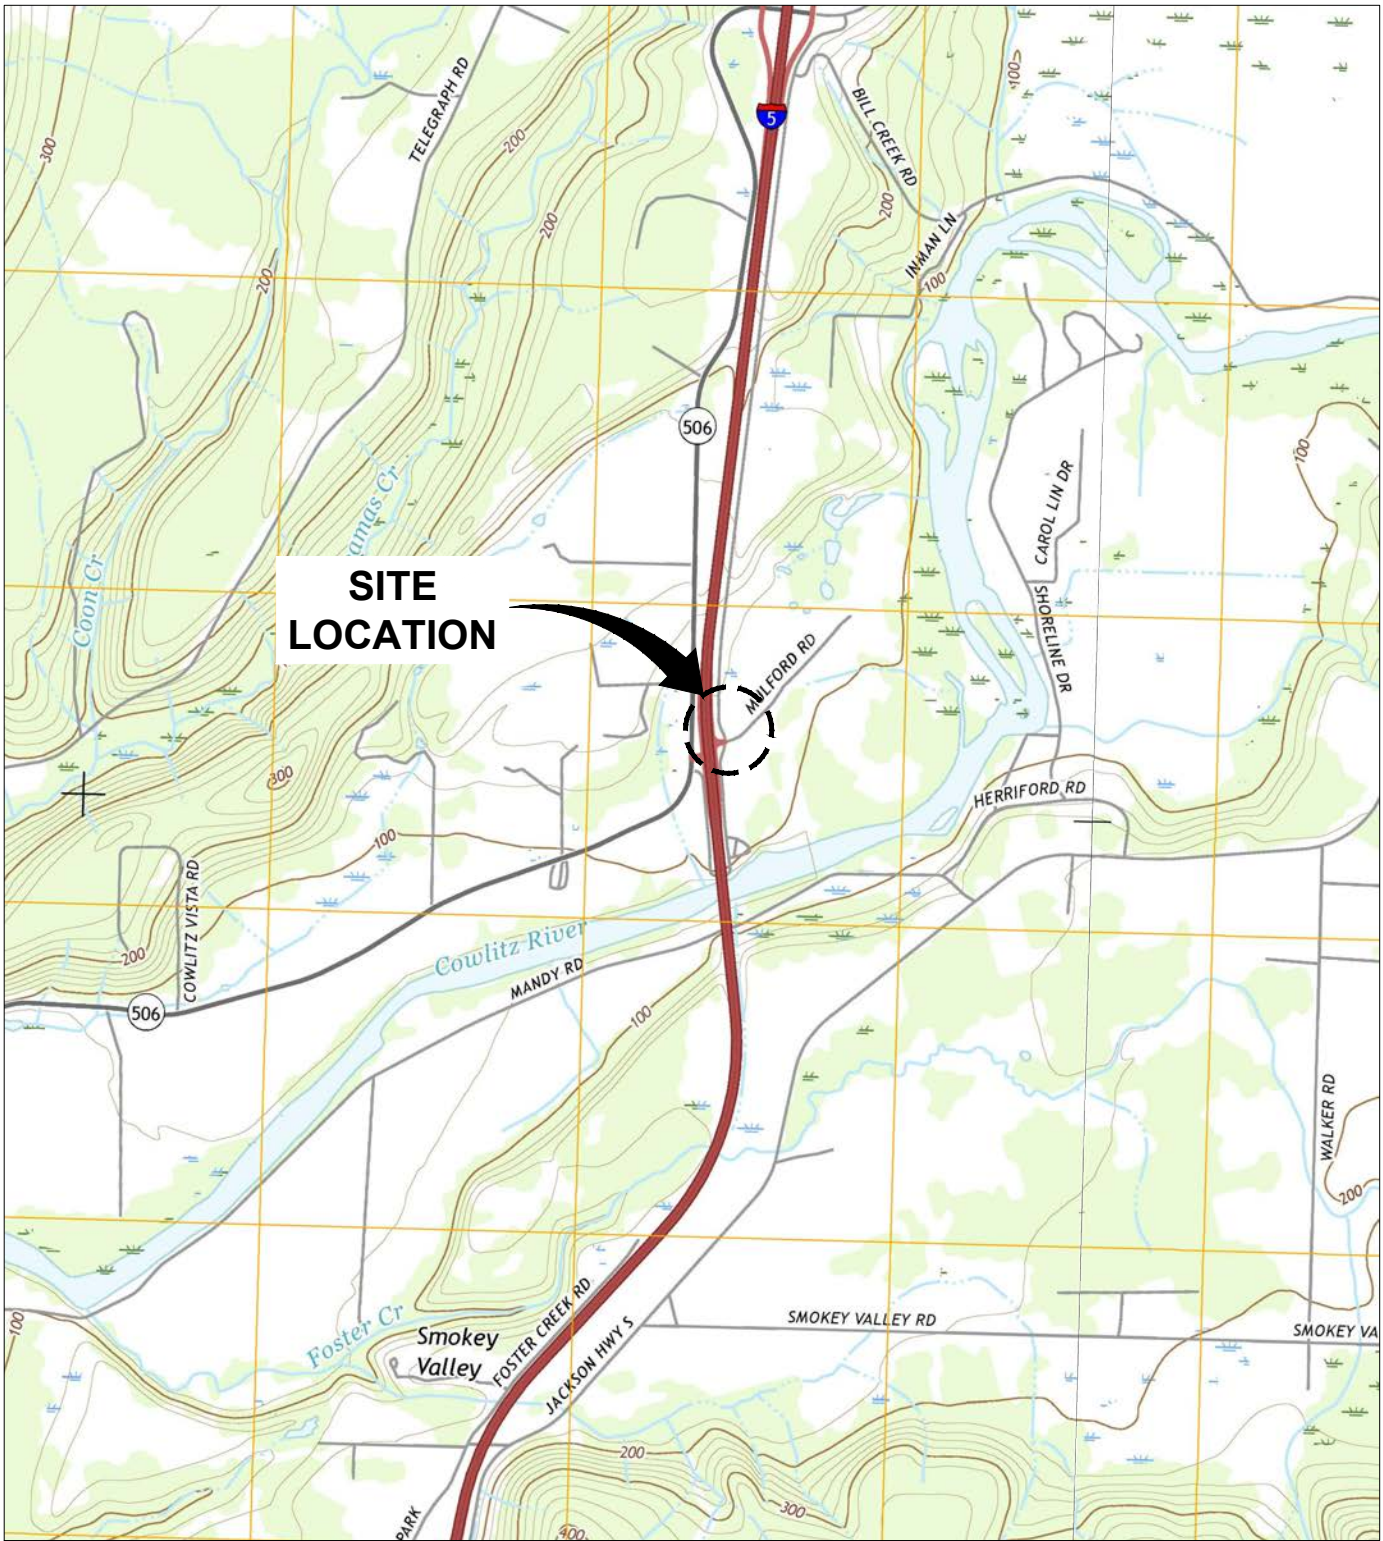 TELEGRAPH RD
5
BILL CREEK RD
100
300
200
200
200
INMAN LN
200
100
506
100
CAROL LIN DR
amas Cr
Coon Cr
SITE
LOCATION
SHORELINE DR
MULFORD RD
300
HERRIFORD RD
100
COWLITZ VISTA RD
200
Cowlitz River
MANDY RD
506
100
WALKER RD
200
SMOKEY VALLEY RD
SMOKEY VA
100
Foster Cr
Smokey
Valley
FOSTER CREEK RD
JACKSON HWY S
200
300
400
PARK